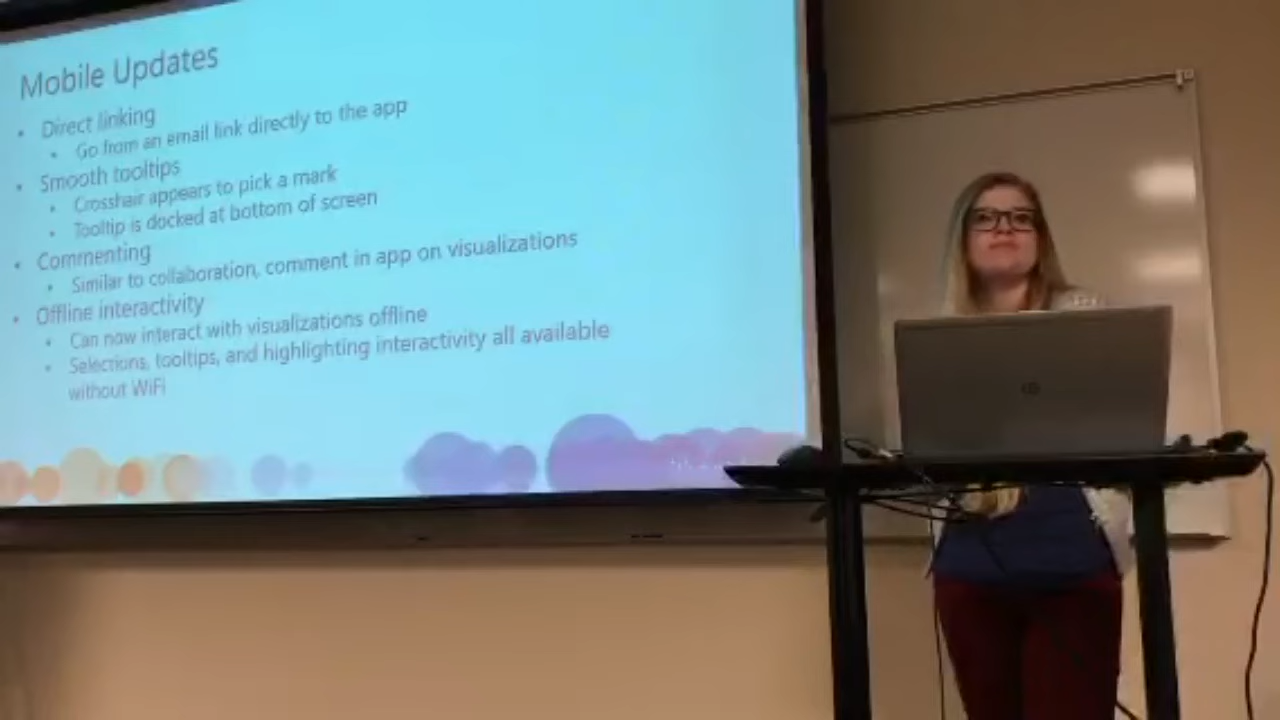 Mobile Updates
• Direct linking
• Go from an email link directly to the app
• Smooth tooltips
• Crosshair appears to pick a mark
• Tooltip is docked at bottom of screen
• Commenting
• Similar to collaboration, comment in app on visualizations
• Offline interactivity
• Can now interact with visualizations offline
• Selections, tooltips, and highlighting interactivity all available
without WiFi